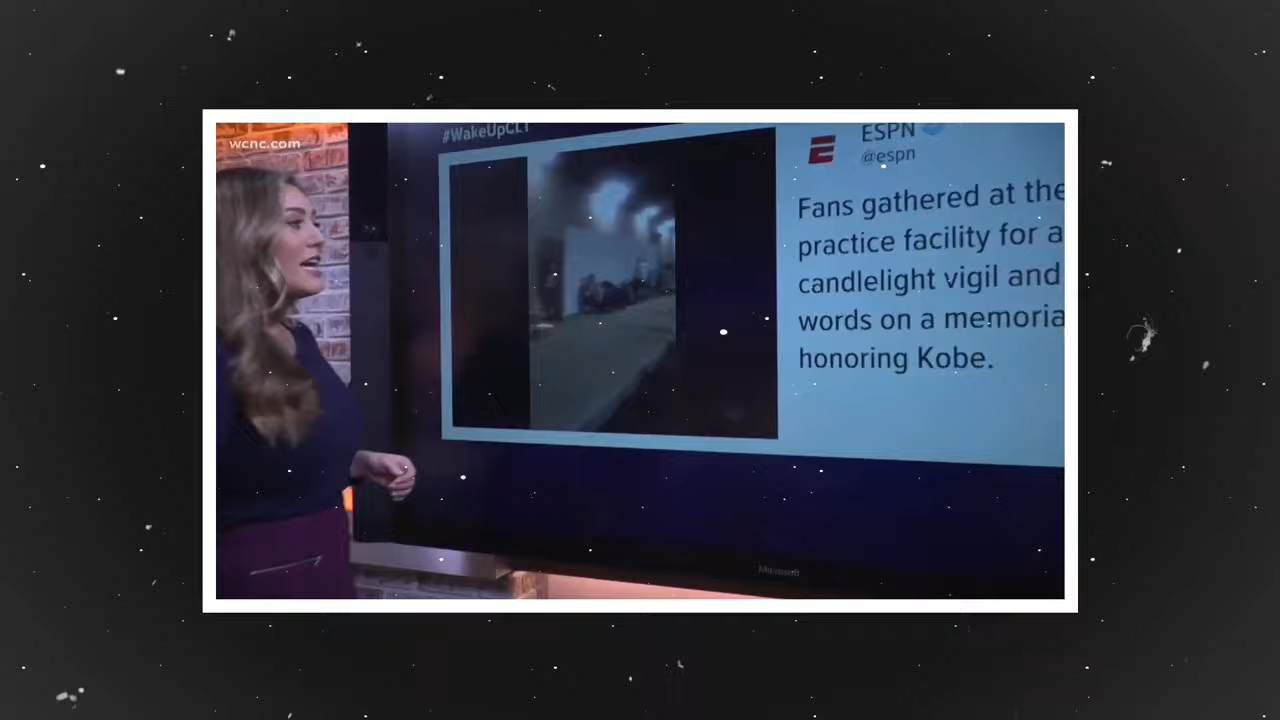 wcnc.com
#WakeUpCLT
ESPN
@espn
Fans gathered at the
practice facility for a
candlelight vigil and
words on a memoria
honoring Kobe.
Microsoft